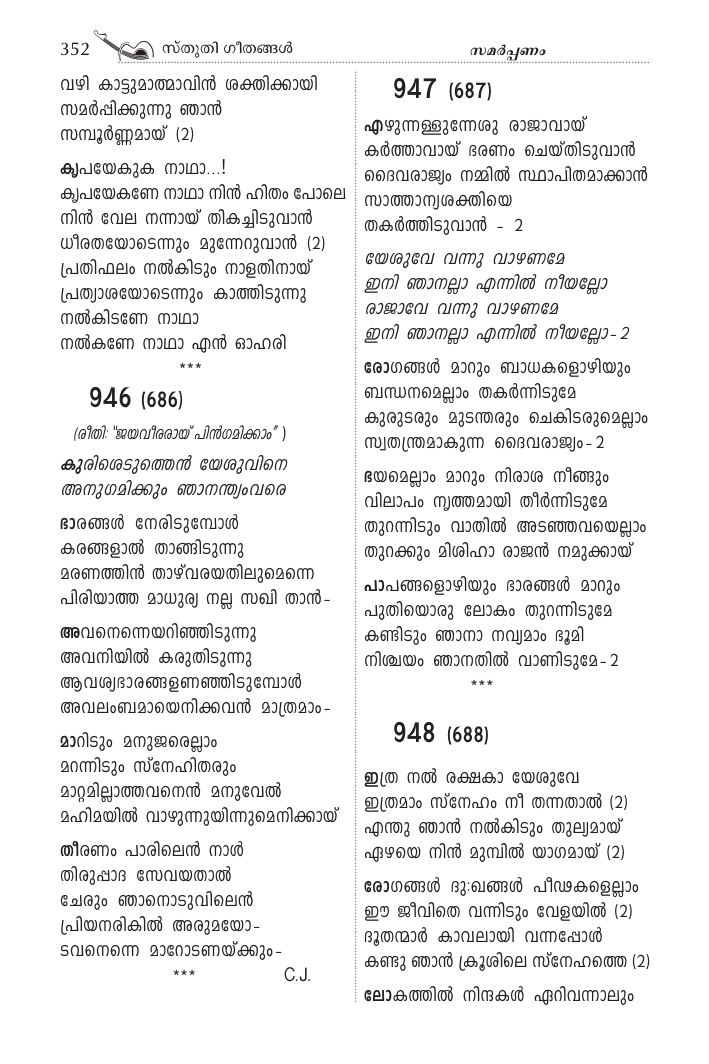 352 സ്തുതി ഗീതങ്ങൾ
സമർപ്പണം
വഴി കാട്ടുമാത്മാവിൻ ശക്തിക്കായി
സമർപ്പിക്കുന്നു ഞാൻ
സമ്പൂർണ്ണമായ് (2)
കൃപയേകുക നാഥാ...!
കൃപയേകണേ നാഥാ നിൻ ഹിതം പോലെ
നിൻ വേല നന്നായ് തികച്ചിടുവാൻ
ധീരതയോടെന്നും മുന്നേറുവാൻ (2)
പ്രതിഫലം നൽകിടും നാളതിനായ്
പ്രത്യാശയോടെന്നും കാത്തിടുന്നു
നൽകിടണേ നാഥാ
നൽകണേ നാഥാ എൻ ഓഹരി
***
946 (686)
(രീതി: “ജയവീരരായ് പിൻഗമിക്കാം” )
കുരിശെടുത്തെൻ യേശുവിനെ
അനുഗമിക്കും ഞാനന്ത്യംവരെ
ഭാരങ്ങൾ നേരിടുമ്പോൾ
കരങ്ങളാൽ താങ്ങിടുന്നു
മരണത്തിൻ താഴ്‌വരയതിലുമെന്നെ
പിരിയാത്ത മാധുര്യ നല്ല സഖി താൻ-
അവനെന്നെയറിഞ്ഞിടുന്നു
അവനിയിൽ കരുതിടുന്നു
ആവശ്യഭാരങ്ങളണഞ്ഞിടുമ്പോൾ
അവലംബമായെനിക്കവൻ മാത്രമാം-
മാറിടും മനുജരെല്ലാം
മറന്നിടും സ്നേഹിതരും
മാറ്റമില്ലാത്തവനെൻ മനുവേൽ
മഹിമയിൽ വാഴുന്നുയിന്നുമെനിക്കായ്
തീരണം പാരിലെൻ നാൾ
തിരുപ്പാദ സേവയതാൽ
ചേരും ഞാനൊടുവിലെൻ
പ്രിയനരികിൽ അരുമയോ-
ടവനെന്നെ മാറോടണയ്ക്കും-
*** C.J.
947 (687)
എഴുന്നള്ളുന്നേശു രാജാവായ്
കർത്താവായ് ഭരണം ചെയ്തിടുവാൻ
ദൈവരാജ്യം നമ്മിൽ സ്ഥാപിതമാക്കാൻ
സാത്താന്യശക്തിയെ
തകർത്തിടുവാൻ - 2
യേശുവേ വന്നു വാഴണമേ
ഇനി ഞാനല്ലാ എന്നിൽ നീയല്ലോ
രാജാവേ വന്നു വാഴണമേ
ഇനി ഞാനല്ലാ എന്നിൽ നീയല്ലോ-2
രോഗങ്ങൾ മാറും ബാധകളൊഴിയും
ബന്ധനമെല്ലാം തകർന്നിടുമേ
കുരുടരും മുടന്തരും ചെകിടരുമെല്ലാം
സ്വതന്ത്രമാകുന്ന ദൈവരാജ്യം-2
ഭയമെല്ലാം മാറും നിരാശ നീങ്ങും
വിലാപം നൃത്തമായി തീർന്നിടുമേ
തുറന്നിടും വാതിൽ അടഞ്ഞവയെല്ലാം
തുറക്കും മിശിഹാ രാജൻ നമുക്കായ്
പാപങ്ങളൊഴിയും ഭാരങ്ങൾ മാറും
പുതിയൊരു ലോകം തുറന്നിടുമേ
കണ്ടിടും ഞാനാ നവ്യമാം ഭൂമി
നിശ്ചയം ഞാനതിൽ വാണിടുമേ-2
***
948 (688)
ഇത്ര നൽ രക്ഷകാ യേശുവേ
ഇത്രമാം സ്നേഹം നീ തന്നതാൽ (2)
എന്തു ഞാൻ നൽകിടും തുല്യമായ്
ഏഴയെ നിൻ മുമ്പിൽ യാഗമായ് (2)
രോഗങ്ങൾ ദുഃഖങ്ങൾ പീഢകളെല്ലാം
ഈ ജീവിതെ വന്നിടും വേളയിൽ (2)
ദൂതന്മാർ കാവലായി വന്നപ്പോൾ
കണ്ടു ഞാൻ ക്രൂശിലെ സ്നേഹത്തെ (2)
ലോകത്തിൽ നിന്ദകൾ ഏറിവന്നാലും